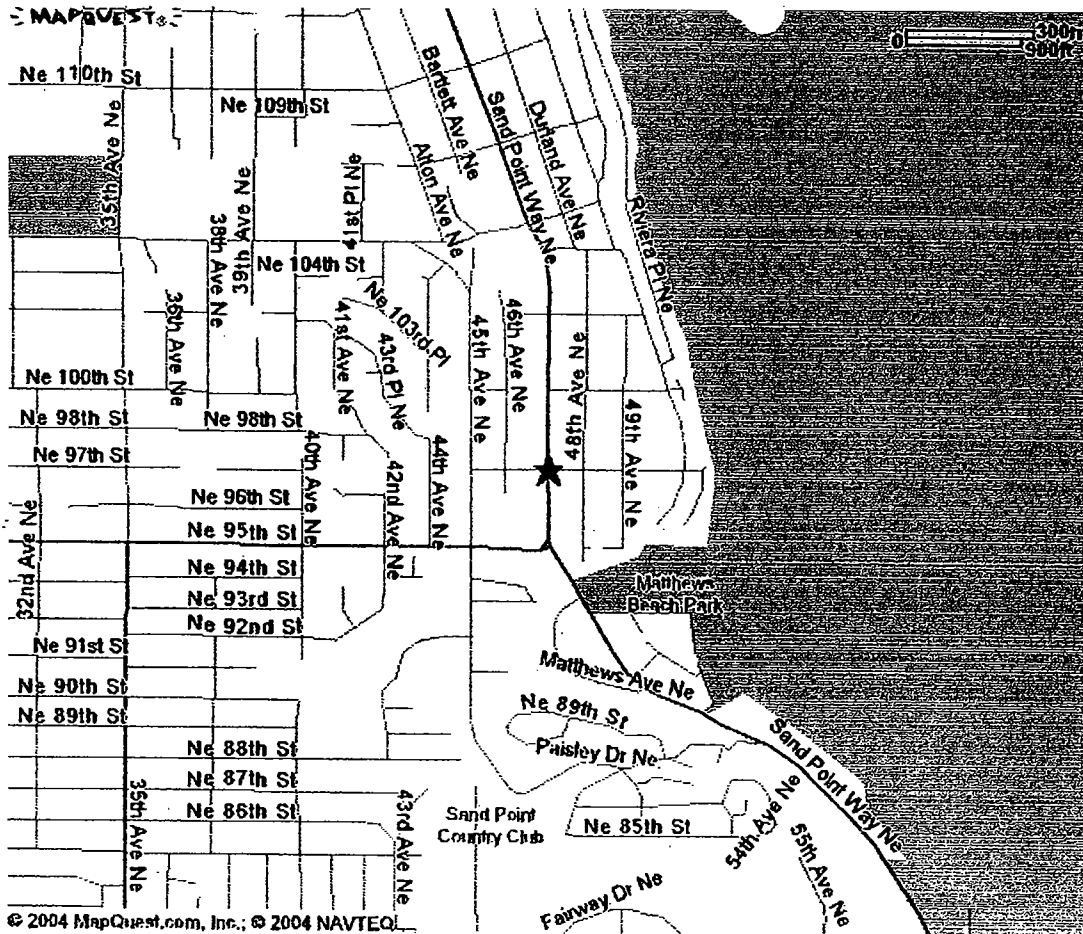 MAPQUEST
300m
0
900ft
Bartlett Ave Ne
Sand Point Way Ne
Durland Ave Ne
Ne 110th St
Ne 109th St
35th Ave Ne
Alton Ave Ne
41st Pl Ne
39th Ave Ne
38th Ave Ne
Riviera Pl Ne
Ne 104th St
36th Ave Ne
Ne 103rd Pl
41st Ave Ne
43rd Pl Ne
45th Ave Ne
46th Ave Ne
48th Ave Ne
Ne 100th St
49th Ave Ne
Ne 98th St
Ne 98th St
40th Ave Ne
44th Ave Ne
Ne 97th St
42nd Ave Ne
Ne 96th St
32nd Ave Ne
Ne 95th St
Ne 94th St
Matthews
Beach Park
Ne 93rd St
Ne 92nd St
Ne 91st St
Matthews Ave Ne
Ne 90th St
Ne 89th St
Ne 89th St
Sand Point Way Ne
Ne 88th St
Paisley Dr Ne
Ne 87th St
35th Ave Ne
Ne 86th St
43rd Ave Ne
Sand Point
Country Club
Ne 85th St
54th Ave Ne
55th Ave Ne
Fairway Dr Ne
© 2004 MapQuest.com, Inc.; © 2004 NAVTEQ